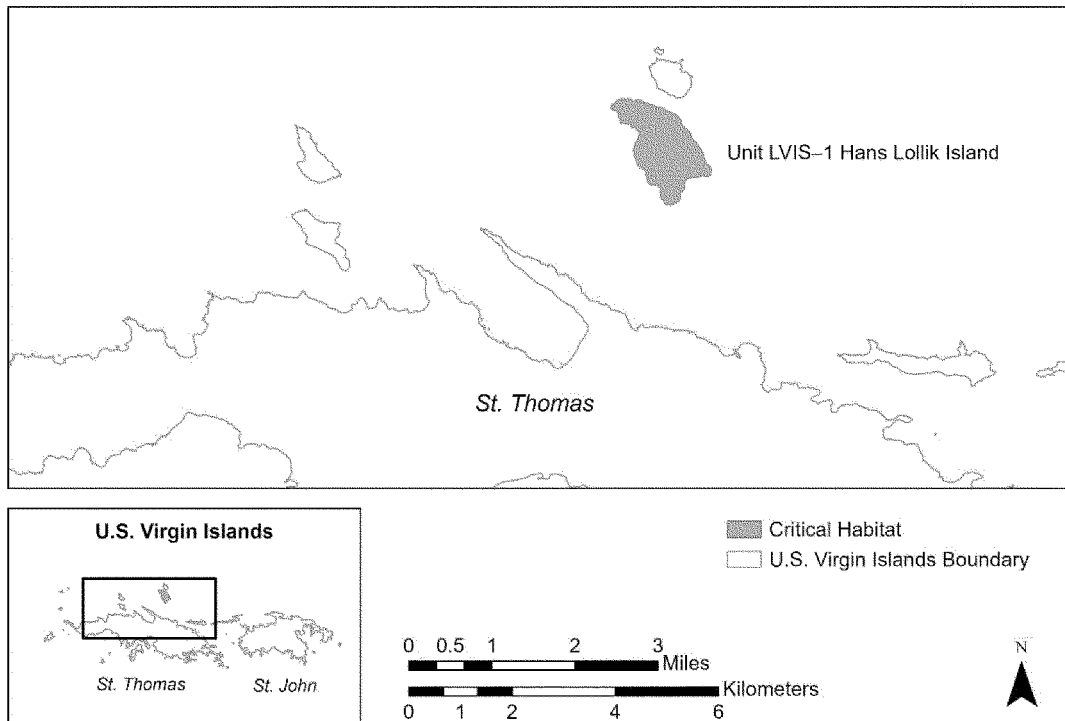 Unit LVIS–1 Hans Lollik Island
St. Thomas
U.S. Virgin Islands
St. Thomas
St. John
Critical Habitat
U.S. Virgin Islands Boundary
0 0.5 1 2 3
Miles
Kilometers
0 1 2 4 6
N